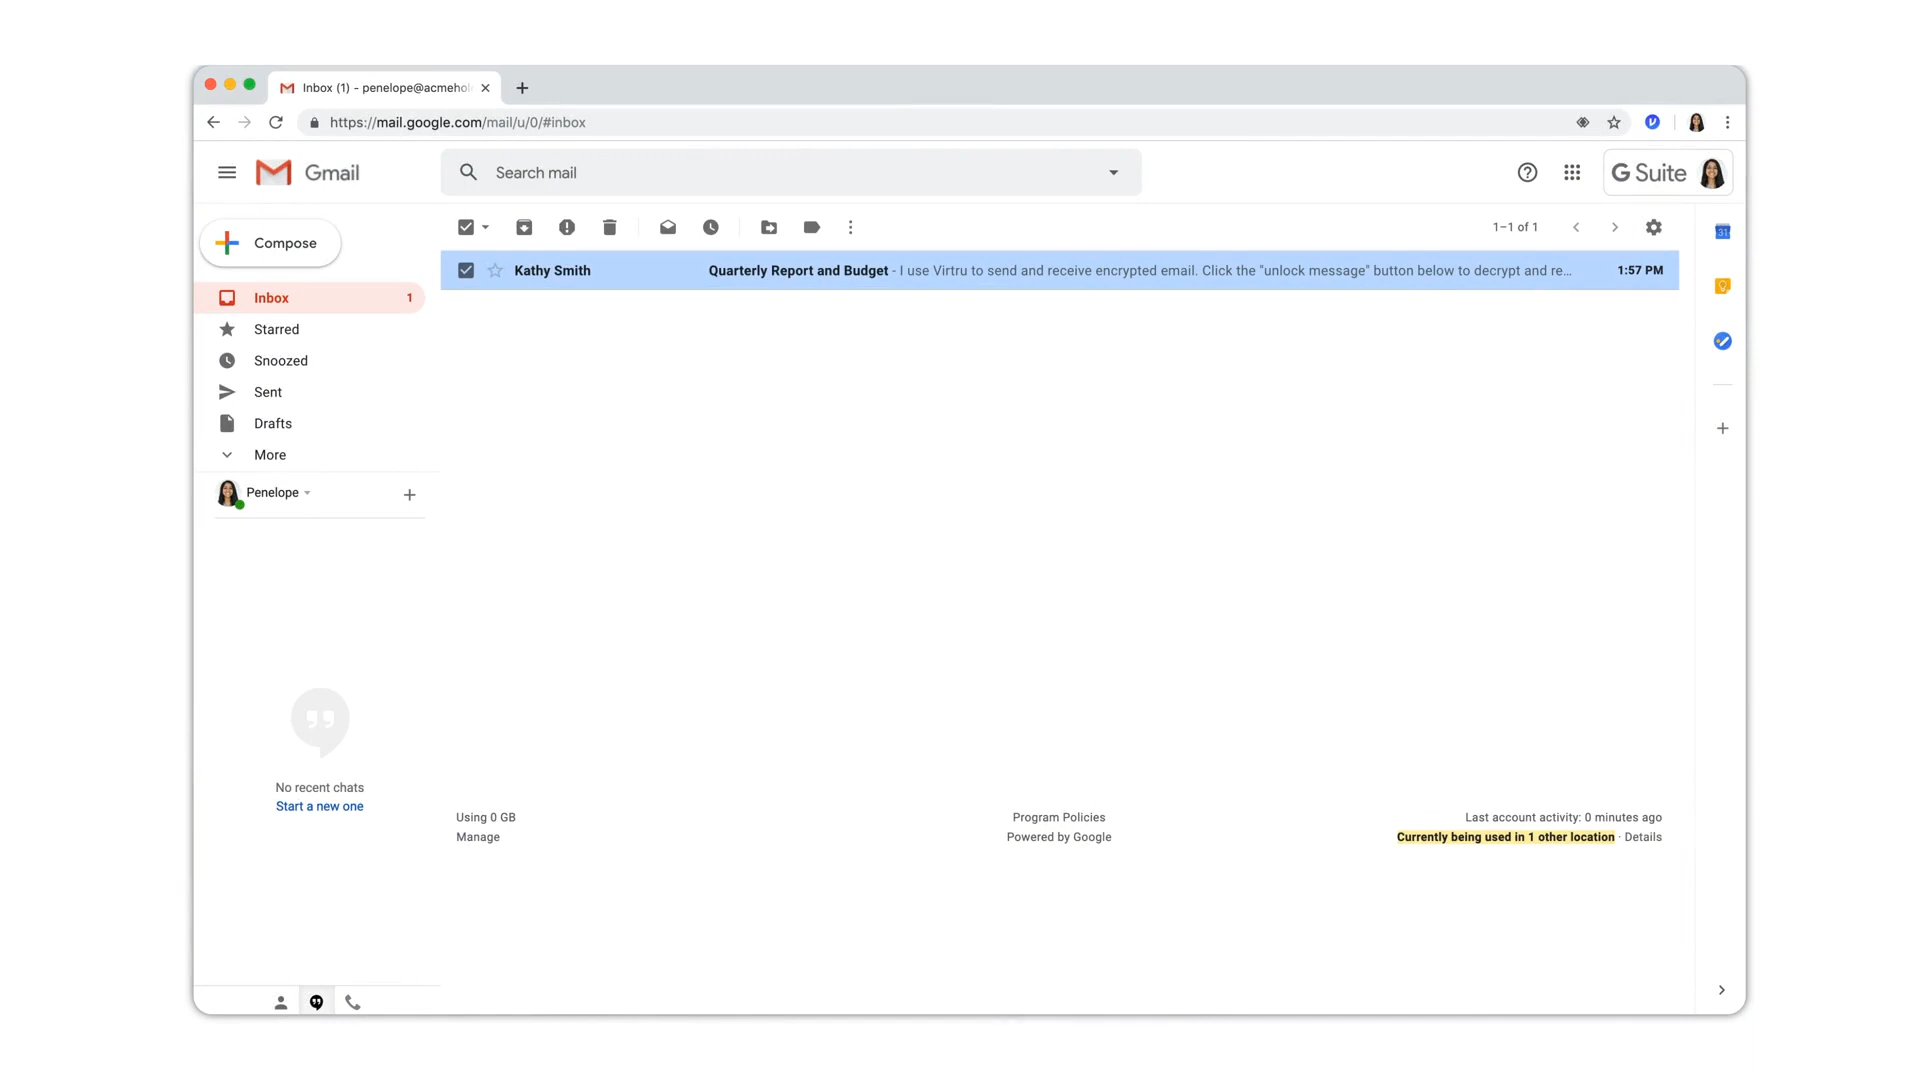 Inbox (1) - penelope@acmehol
https://mail.google.com/mail/u/0/#inbox
Gmail
Search mail
G Suite
Compose
1–1 of 1
31
Kathy Smith Quarterly Report and Budget - I use Virtru to send and receive encrypted email. Click the "unlock message" button below to decrypt and re...  1:57 PM
Inbox 1
Starred
Snoozed
Sent
Drafts
More
Penelope
No recent chats
Start a new one
Using 0 GB
Manage
Program Policies
Powered by Google
Last account activity: 0 minutes ago
Currently being used in 1 other location · Details